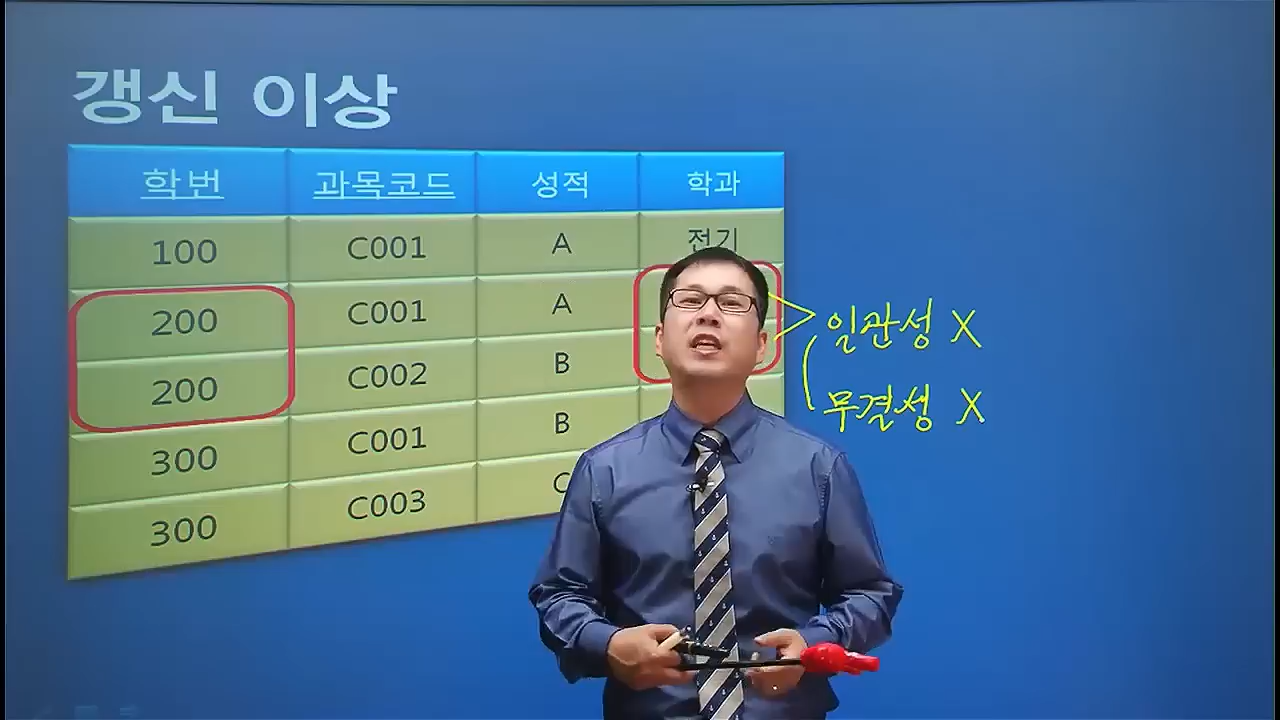 갱신 이상
학번 과목코드 성적 학과
100 C001 A 전기
200 C001 A
200 C002 B
300 C001 B
300 C003 C
일관성 X
무결성 X